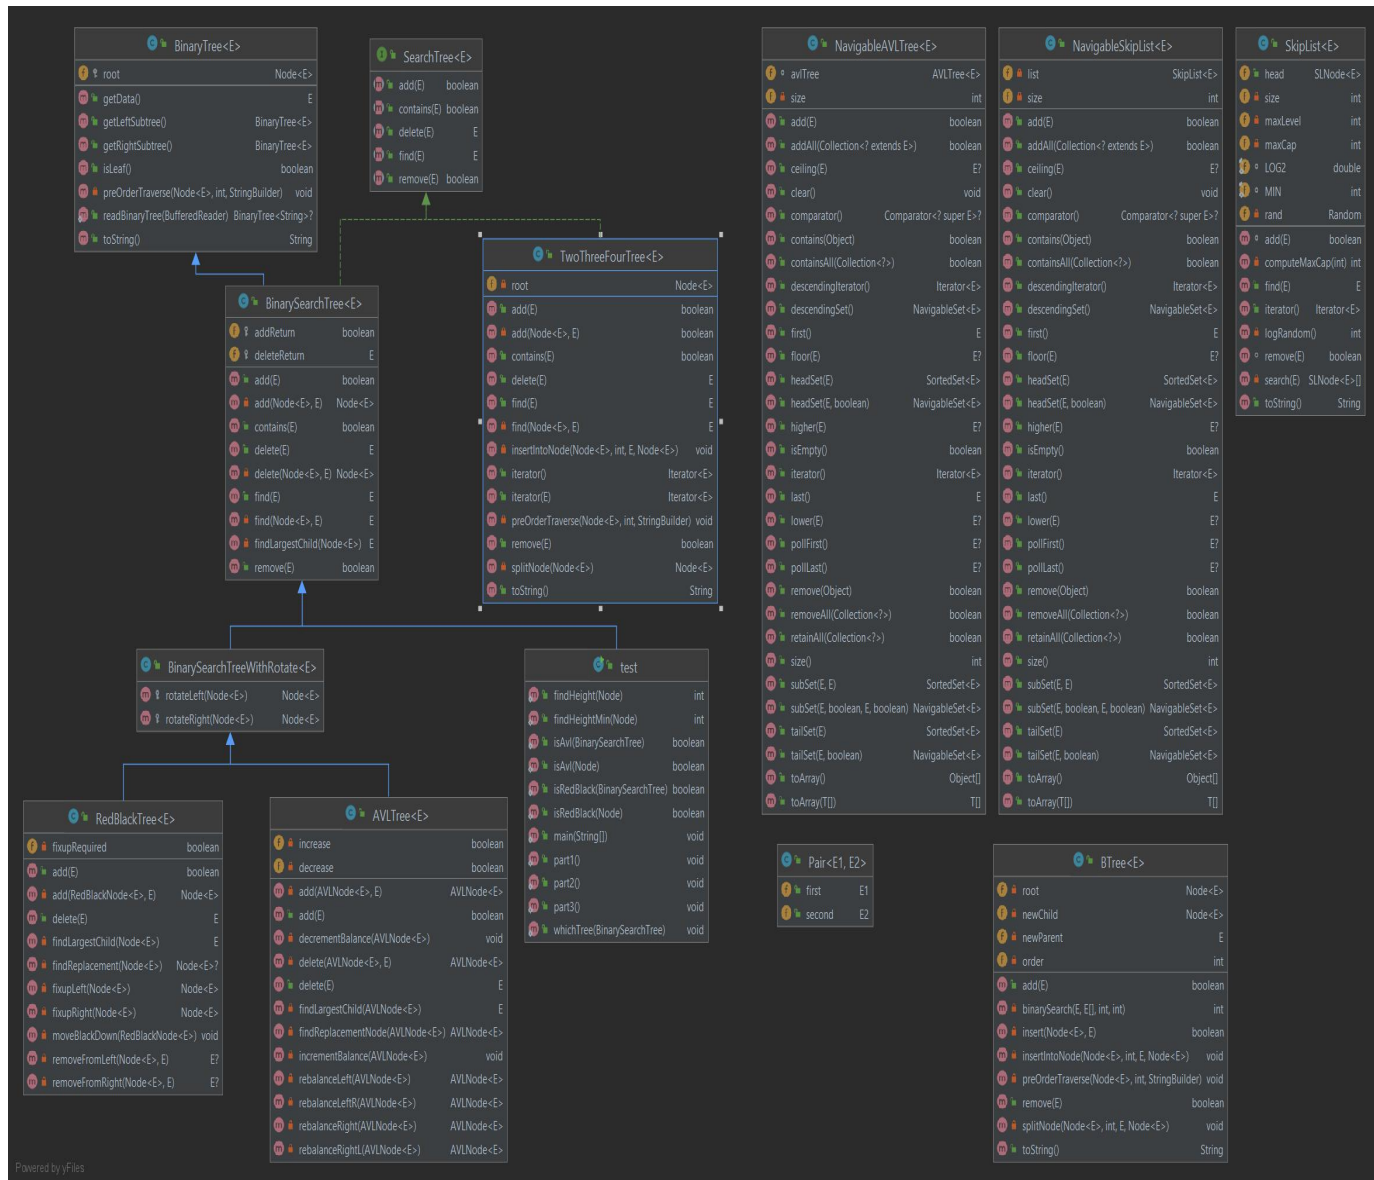 BinaryTree<E>
root Node<E>
getData() E
getLeftSubtree() BinaryTree<E>
getRightSubtree() BinaryTree<E>
isLeaf() boolean
preOrderTraverse(Node<E>, int, StringBuilder) void
readBinaryTree(BufferedReader) BinaryTree<String>?
toString() String
SearchTree<E>
add(E) boolean
contains(E) boolean
delete(E) E
find(E) E
remove(E) boolean
BinarySearchTree<E>
addReturn boolean
deleteReturn E
add(E) boolean
add(Node<E>, E) Node<E>
contains(E) boolean
delete(E) E
delete(Node<E>, E) Node<E>
find(E) E
find(Node<E>, E) E
findLargestChild(Node<E>) E
remove(E) boolean
TwoThreeFourTree<E>
root Node<E>
add(E) boolean
add(Node<E>, E) boolean
contains(E) boolean
delete(E) E
find(E) E
find(Node<E>, E) E
insertIntoNode(Node<E>, int, E, Node<E>) void
iterator() Iterator<E>
iterator(E) Iterator<E>
preOrderTraverse(Node<E>, int, StringBuilder) void
remove(E) boolean
splitNode(Node<E>) Node<E>
toString() String
BinarySearchTreeWithRotate<E>
rotateLeft(Node<E>) Node<E>
rotateRight(Node<E>) Node<E>
test
findHeight(Node) int
findHeightMin(Node) int
isAvl(BinarySearchTree) boolean
isAvl(Node) boolean
isRedBlack(BinarySearchTree) boolean
isRedBlack(Node) boolean
main(String[]) void
part1() void
part2() void
part3() void
whichTree(BinarySearchTree) void
RedBlackTree<E>
fixupRequired boolean
add(E) boolean
add(RedBlackNode<E>, E) Node<E>
delete(E) E
findLargestChild(Node<E>) E
findReplacement(Node<E>) Node<E>?
fixupLeft(Node<E>) Node<E>
fixupRight(Node<E>) Node<E>
moveBlackDown(RedBlackNode<E>) void
removeFromLeft(Node<E>, E) E?
removeFromRight(Node<E>, E) E?
AVLTree<E>
increase boolean
decrease boolean
add(AVLNode<E>, E) AVLNode<E>
add(E) boolean
decrementBalance(AVLNode<E>) void
delete(AVLNode<E>, E) AVLNode<E>
delete(E) E
findLargestChild(AVLNode<E>) E
findReplacementNode(AVLNode<E>) AVLNode<E>
incrementBalance(AVLNode<E>) void
rebalanceLeft(AVLNode<E>) AVLNode<E>
rebalanceLeftR(AVLNode<E>) AVLNode<E>
rebalanceRight(AVLNode<E>) AVLNode<E>
rebalanceRightL(AVLNode<E>) AVLNode<E>
NavigableAVLTree<E>
avlTree AVLTree<E>
size int
add(E) boolean
addAll(Collection<? extends E>) boolean
ceiling(E) E?
clear() void
comparator() Comparator<? super E>?
contains(Object) boolean
containsAll(Collection<?>) boolean
descendingIterator() Iterator<E>
descendingSet() NavigableSet<E>
first() E
floor(E) E?
headSet(E) SortedSet<E>
headSet(E, boolean) NavigableSet<E>
higher(E) E?
isEmpty() boolean
iterator() Iterator<E>
last() E
lower(E) E?
pollFirst() E?
pollLast() E?
remove(Object) boolean
removeAll(Collection<?>) boolean
retainAll(Collection<?>) boolean
size() int
subSet(E, E) SortedSet<E>
subSet(E, boolean, E, boolean) NavigableSet<E>
tailSet(E) SortedSet<E>
tailSet(E, boolean) NavigableSet<E>
toArray() Object[]
toArray(T[]) T[]
NavigableSkipList<E>
list SkipList<E>
size int
add(E) boolean
addAll(Collection<? extends E>) boolean
ceiling(E) E?
clear() void
comparator() Comparator<? super E>?
contains(Object) boolean
containsAll(Collection<?>) boolean
descendingIterator() Iterator<E>
descendingSet() NavigableSet<E>
first() E
floor(E) E?
headSet(E) SortedSet<E>
headSet(E, boolean) NavigableSet<E>
higher(E) E?
isEmpty() boolean
iterator() Iterator<E>
last() E
lower(E) E?
pollFirst() E?
pollLast() E?
remove(Object) boolean
removeAll(Collection<?>) boolean
retainAll(Collection<?>) boolean
size() int
subSet(E, E) SortedSet<E>
subSet(E, boolean, E, boolean) NavigableSet<E>
tailSet(E) SortedSet<E>
tailSet(E, boolean) NavigableSet<E>
toArray() Object[]
toArray(T[]) T[]
SkipList<E>
head SLNode<E>
size int
maxLevel int
maxCap int
LOG2 double
MIN int
rand Random
add(E) boolean
computeMaxCap(int) int
find(E) E
iterator() Iterator<E>
logRandom() int
remove(E) boolean
search(E) SLNode<E>[]
toString() String
Pair<E1, E2>
first E1
second E2
BTree<E>
root Node<E>
newChild Node<E>
newParent E
order int
add(E) boolean
binarySearch(E, E[], int, int) int
insert(Node<E>, E) boolean
insertIntoNode(Node<E>, int, E, Node<E>) void
preOrderTraverse(Node<E>, int, StringBuilder) void
remove(E) boolean
splitNode(Node<E>, int, E, Node<E>) void
toString() String
Powered by yFiles